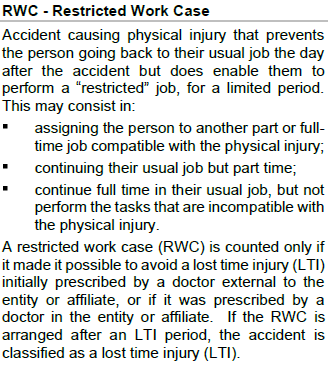 RWC - Restricted Work Case
Accident causing physical injury that prevents
the person going back to their usual job the day
after the accident but does enable them to
perform a “restricted” job, for a limited period.
This may consist in:
▪ assigning the person to another part or full-
time job compatible with the physical injury;
▪ continuing their usual job but part time;
▪ continue full time in their usual job, but not
perform the tasks that are incompatible with
the physical injury.
A restricted work case (RWC) is counted only if
it made it possible to avoid a lost time injury (LTI)
initially prescribed by a doctor external to the
entity or affiliate, or if it was prescribed by a
doctor in the entity or affiliate. If the RWC is
arranged after an LTI period, the accident is
classified as a lost time injury (LTI).